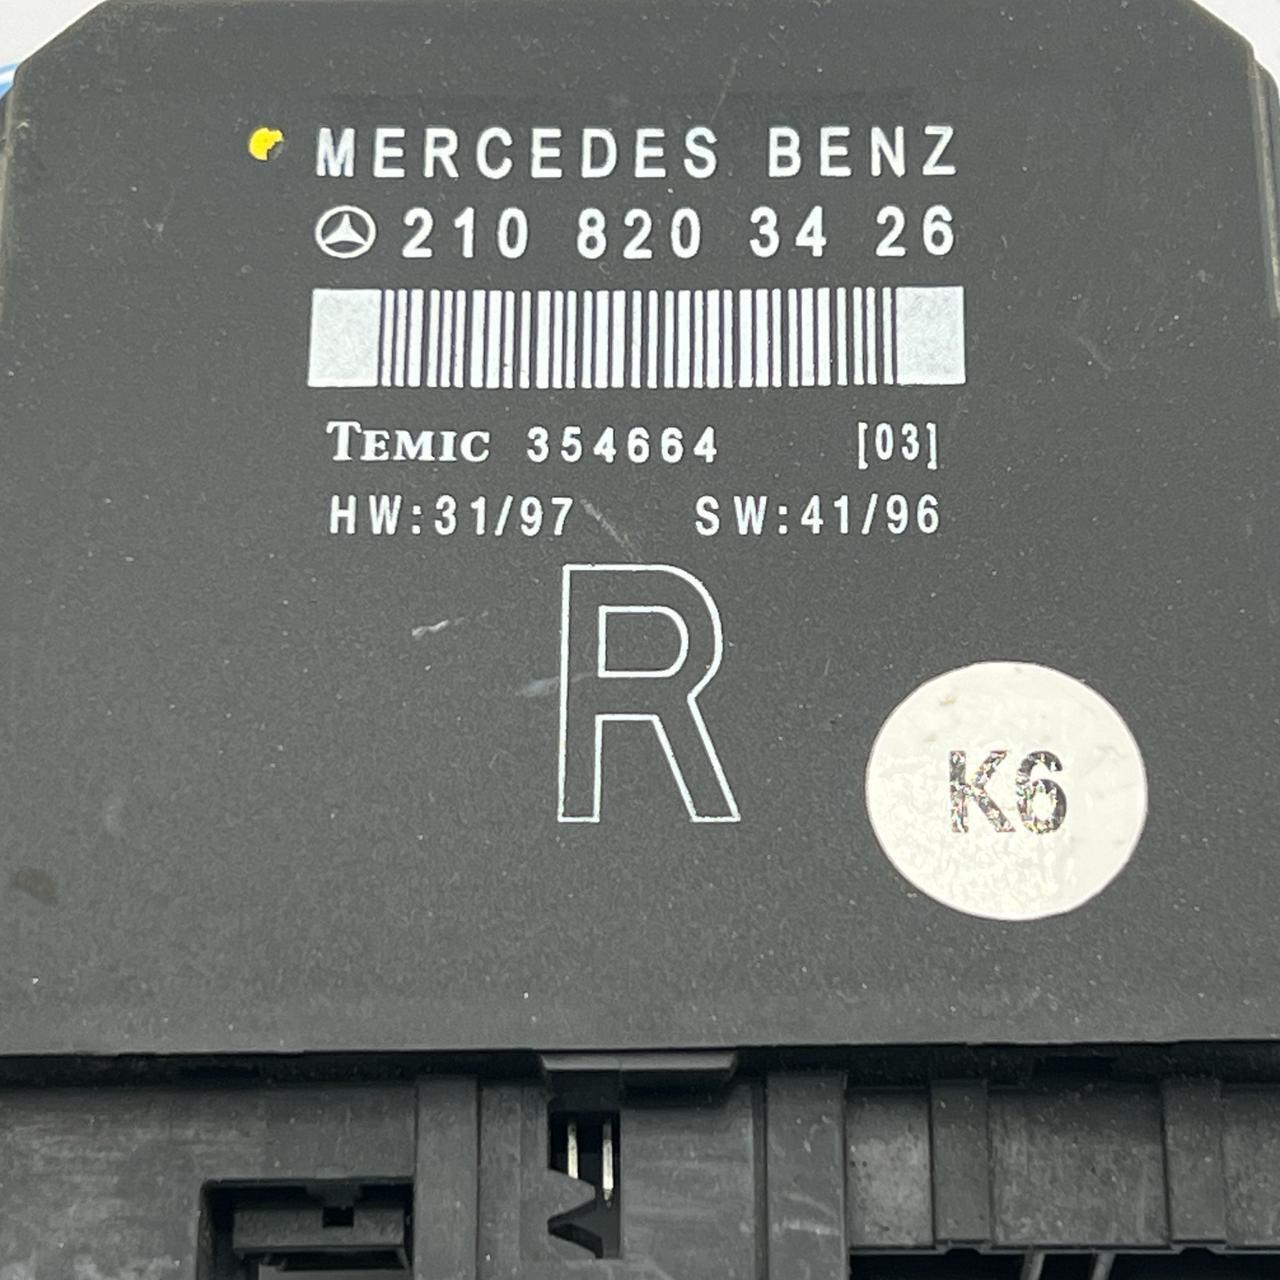 MERCEDES BENZ
210 820 34 26
TEMIC 354664 [03]
HW:31/97 SW:41/96
R
K6